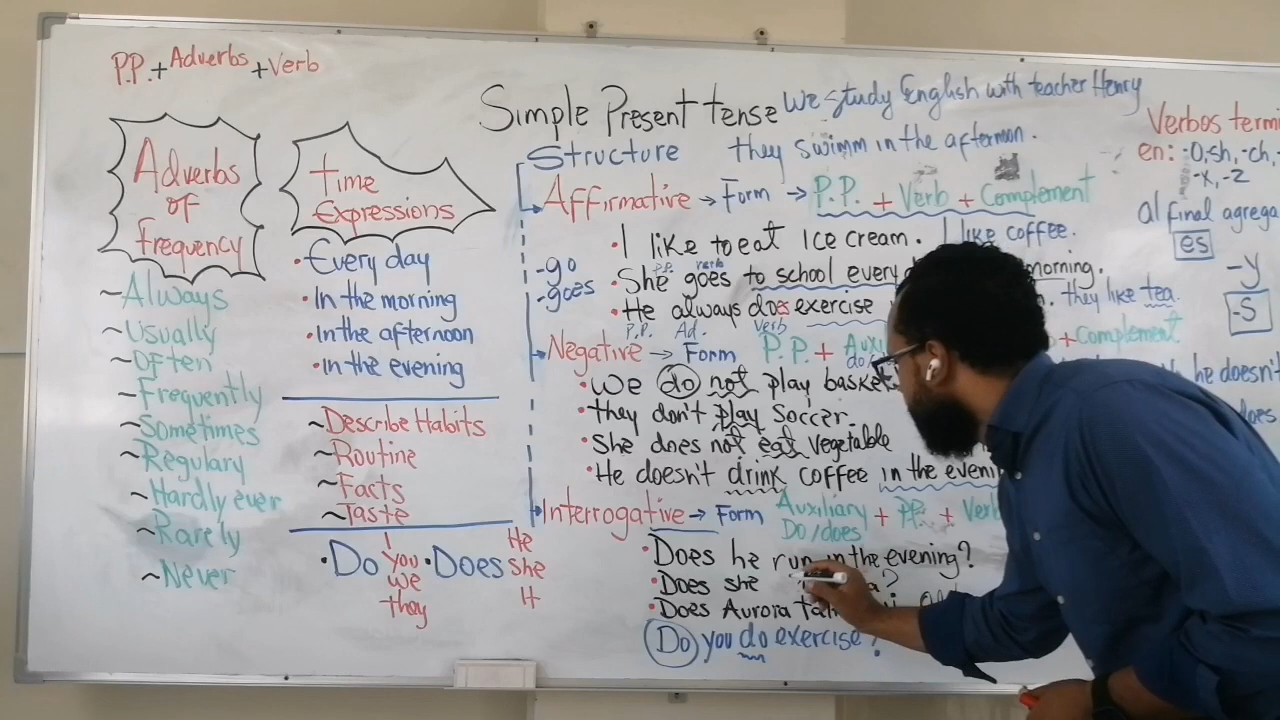 P.P. + Adverbs + Verb
Adverbs
of
frequency
~Always
~Usually
~Often
~Frequently
~Sometimes
~Regulary
~Hardly ever
~Rarely
~Never
Time
Expressions
•Every day
•In the morning
•In the afternoon
•In the evening
~Describe Habits
~Routine
~Facts
~Taste
•Do
I
you
we
they
•Does
He
She
It
Simple Present tense
We study English with teacher Henry
they swimm in the afternoon.
Structure
Affirmative → Form → P.P. + Verb + Complement
•I like to eat Ice cream. I like coffee.
-go
-goes
•She goes to school every morning.
P.P. verb
•He always does exercise they like tea.
P.P. Ad. Verb
Negative → Form P.P. + + Complement
•We do not play
he doesn't
•they don't play Soccer.
•She does not eat Vegetable
•He doesn't drink coffee in the
Interrogative → Form Auxiliary + P.P. +
Do/does
•Does he run in the evening?
•Does she
•Does Aurora
Do you do exercise?
Verbos
en: -O, -sh, -ch,
-x, -z
al final
es
-y
-s